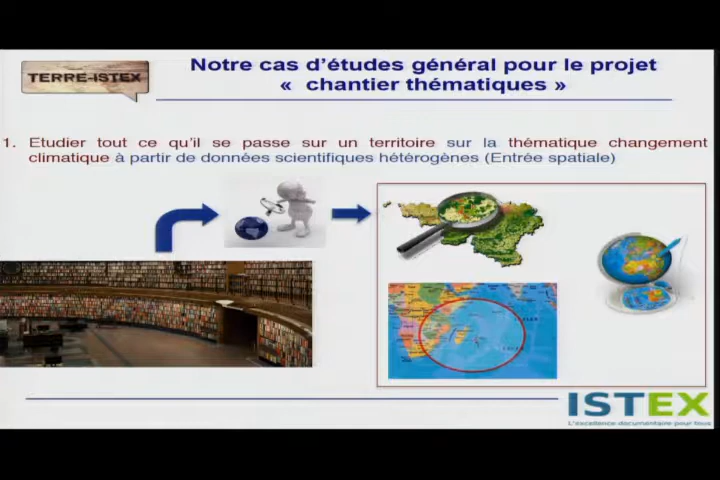 TERRE-ISTEX
Notre cas d'études général pour le projet
« chantier thématiques »
1. Etudier tout ce qu'il se passe sur un territoire sur la thématique changement
climatique à partir de données scientifiques hétérogènes (Entrée spatiale)
ISTEX
L'excellence documentaire pour tous